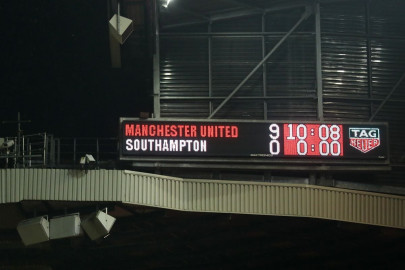 MANCHESTER UNITED 9 10:08 TAG
SOUTHAMPTON 0 0:00 HEUER